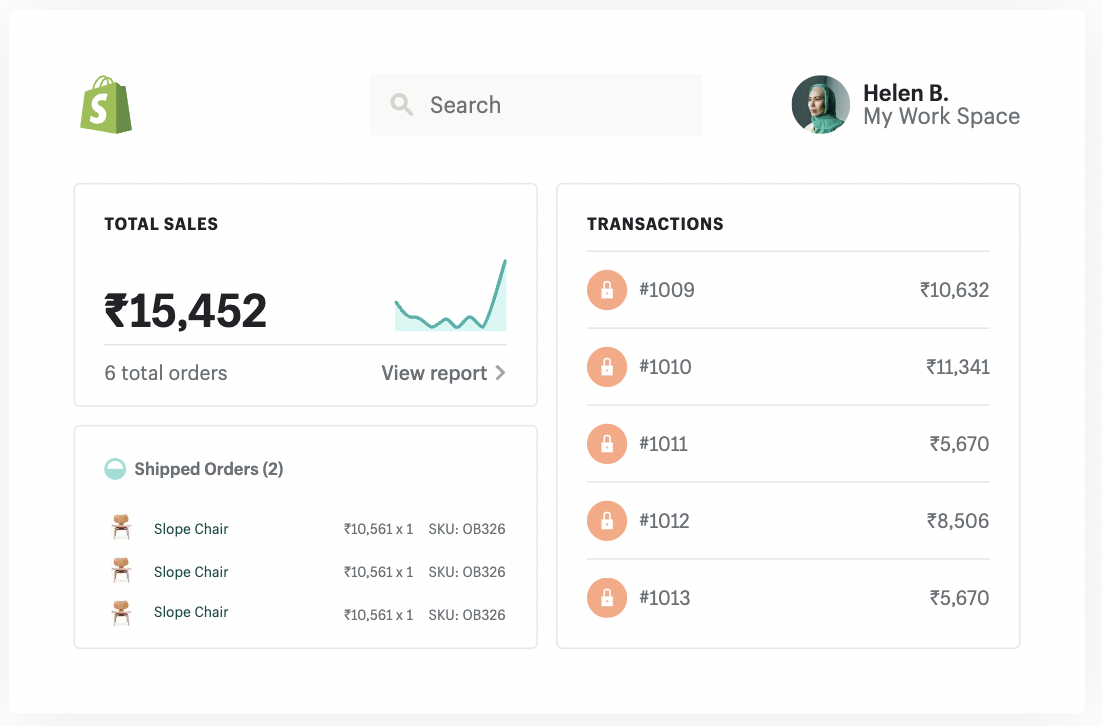 S
Search
Helen B.
My Work Space
TOTAL SALES
₹15,452
6 total orders
View report
Shipped Orders (2)
Slope Chair ₹10,561 x 1 SKU: OB326
Slope Chair ₹10,561 x 1 SKU: OB326
Slope Chair ₹10,561 x 1 SKU: OB326
TRANSACTIONS
#1009 ₹10,632
#1010 ₹11,341
#1011 ₹5,670
#1012 ₹8,506
#1013 ₹5,670